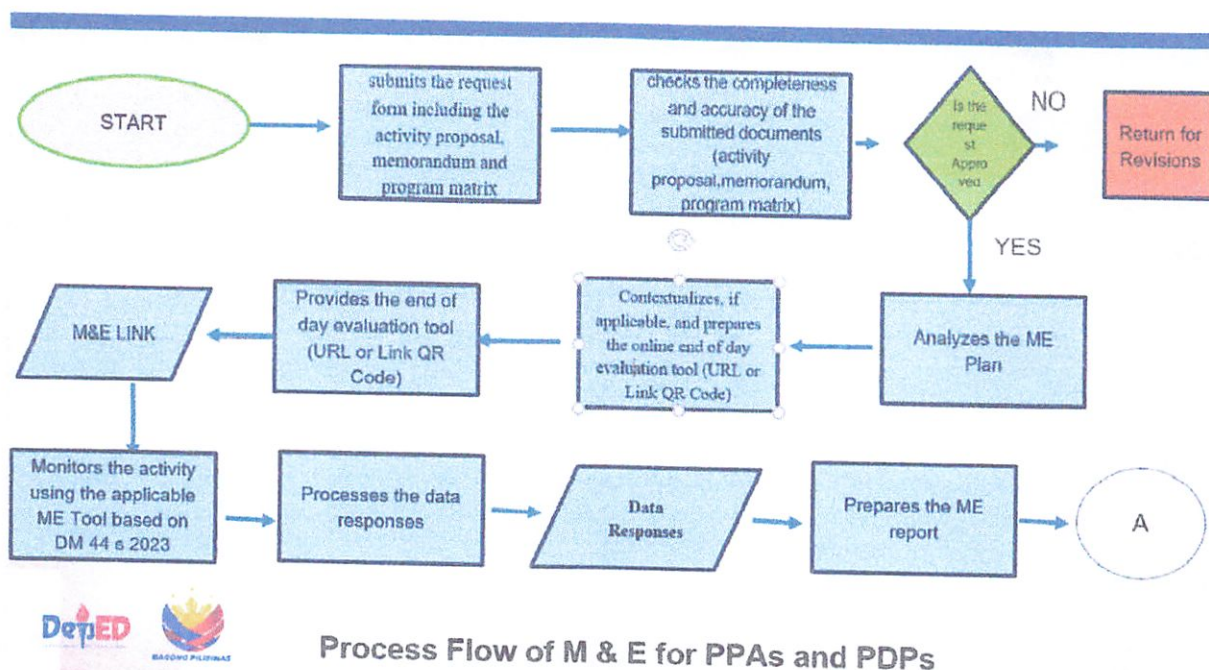 START
submits the request
form including the
activity proposal,
memorandum and
program matrix
checks the completeness
and accuracy of the
submitted documents
(activity
proposal,memorandum,
program matrix)
Is the
reque
st
Appro
ved
NO
Return for
Revisions
YES
M&E LINK
Provides the end of
day evaluation tool
(URL or Link QR
Code)
Contextualizes, if
applicable, and prepares
the online end of day
evaluation tool (URL or
Link QR Code)
Analyzes the ME
Plan
Monitors the activity
using the applicable
ME Tool based on
DM 44 s 2023
Processes the data
responses
Data
Responses
Prepares the ME
report
A
DepED
BAGONG PILIPINAS
Process Flow of M & E for PPAs and PDPs